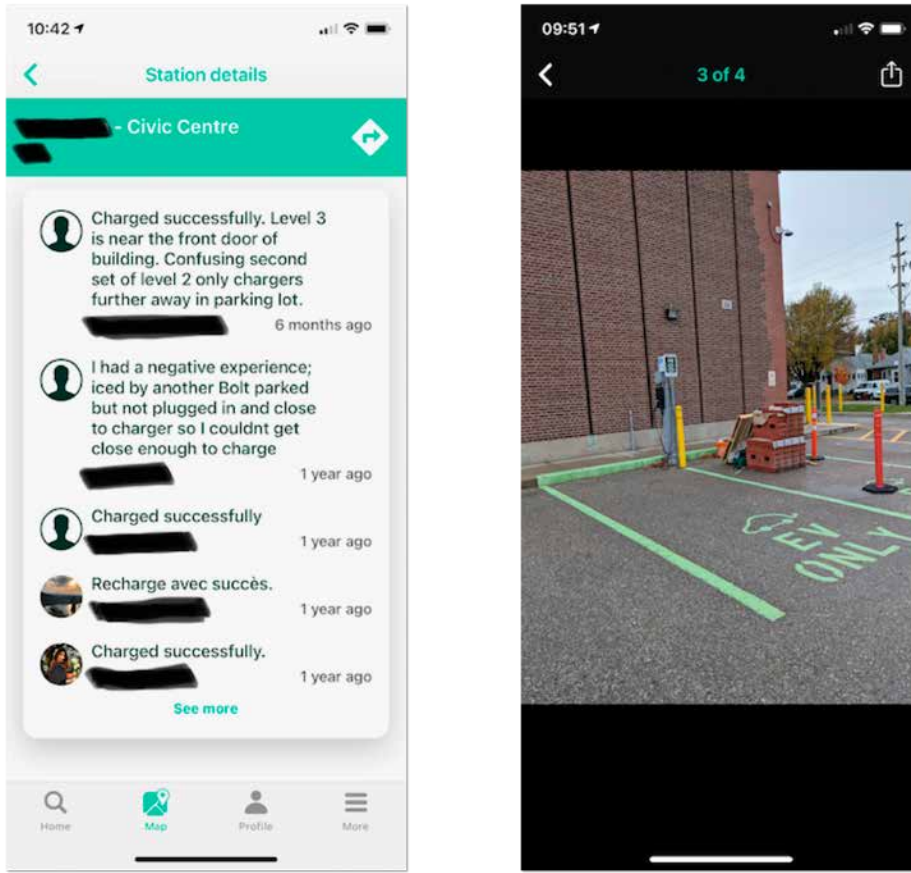 10:42
Station details
- Civic Centre
Charged successfully. Level 3
is near the front door of
building. Confusing second
set of level 2 only chargers
further away in parking lot.
6 months ago
I had a negative experience;
iced by another Bolt parked
but not plugged in and close
to charger so I couldnt get
close enough to charge
1 year ago
Charged successfully
1 year ago
Recharge avec succès.
1 year ago
Charged successfully.
1 year ago
See more
Home
Map
Profile
More
09:51
3 of 4
EV
ONLY